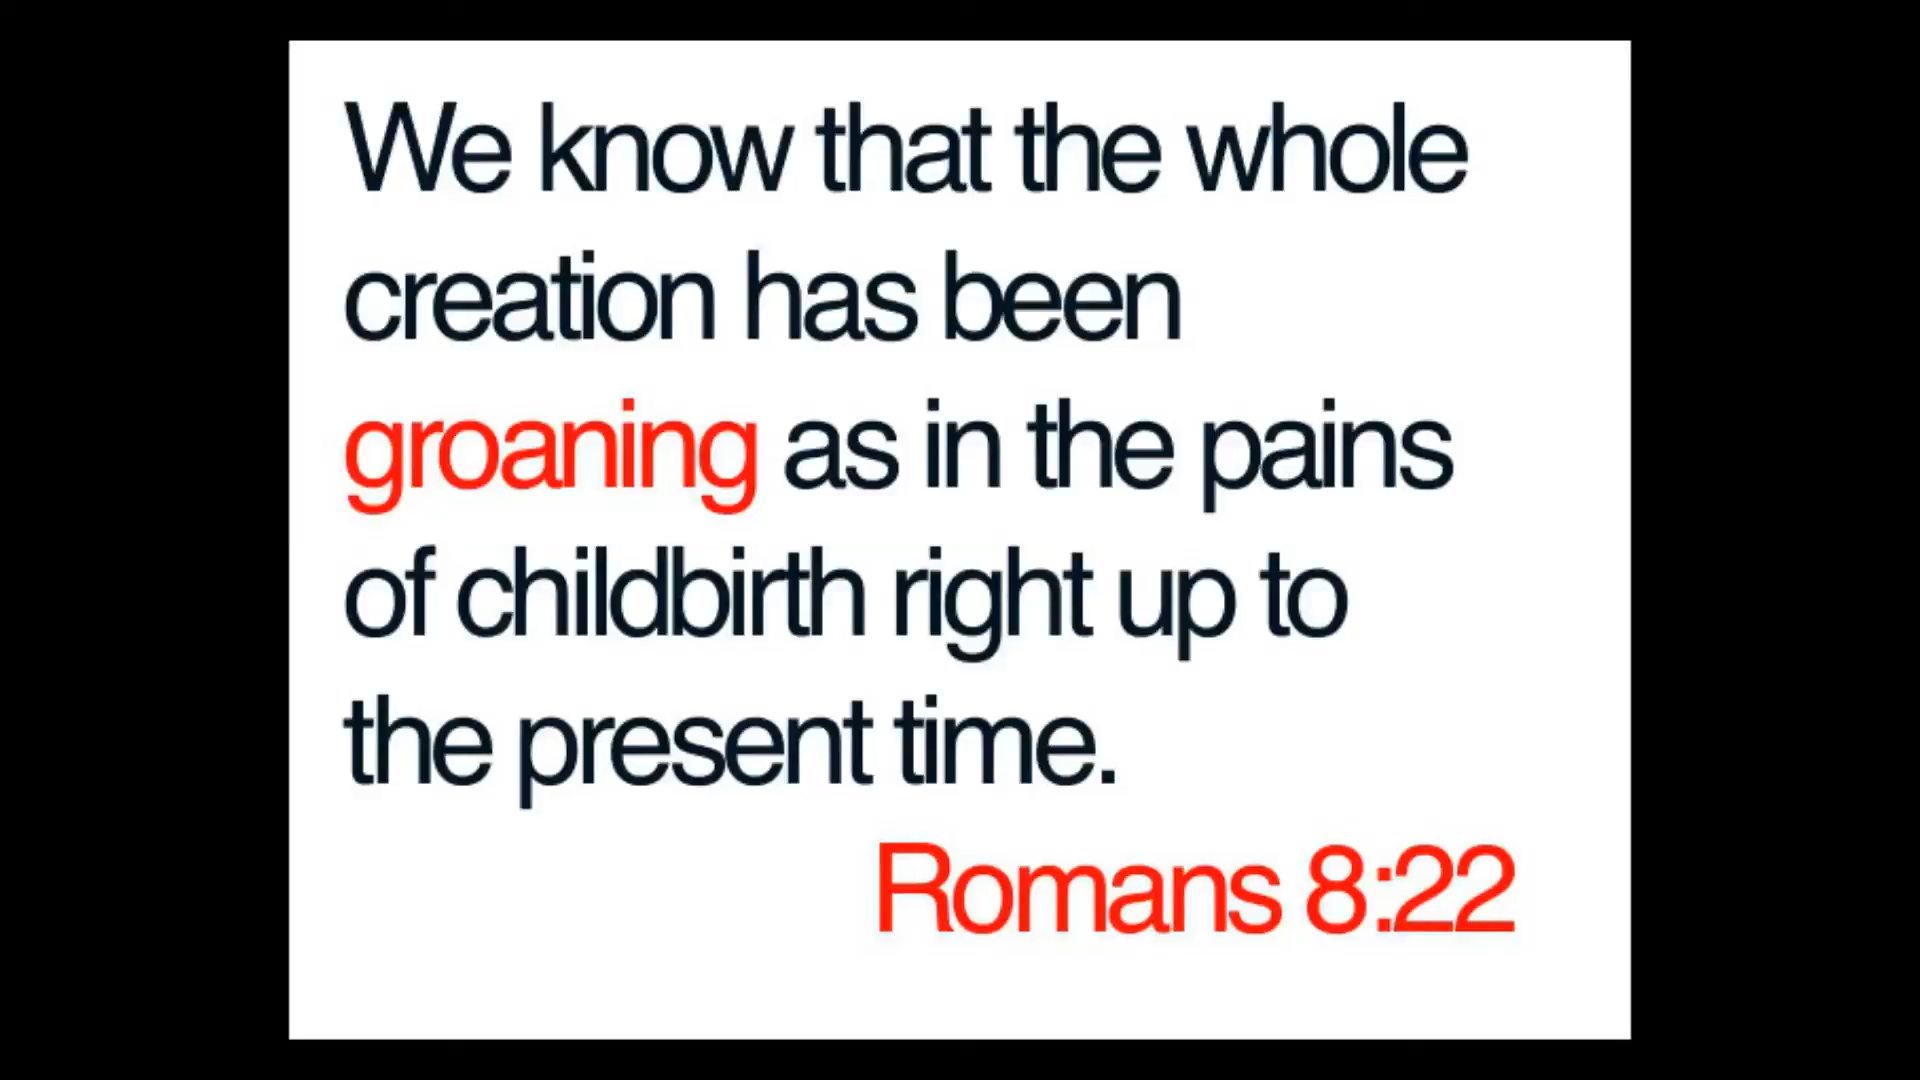 We know that the whole
creation has been
groaning as in the pains
of childbirth right up to
the present time.
Romans 8:22